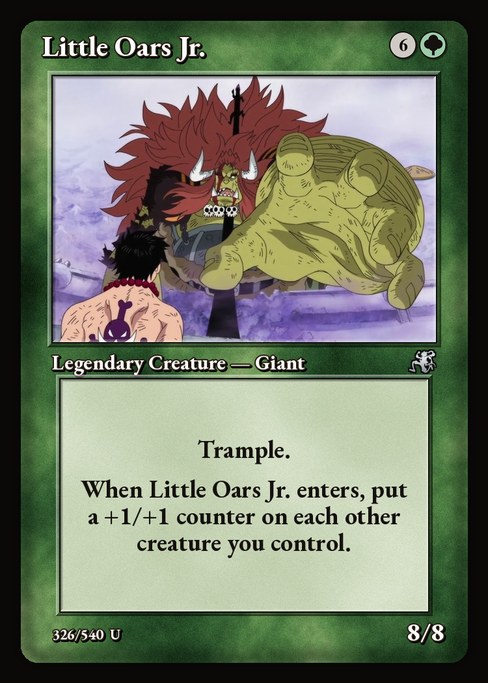 Little Oars Jr. 6
Legendary Creature — Giant
Trample.
When Little Oars Jr. enters, put
a +1/+1 counter on each other
creature you control.
326/540 U 8/8